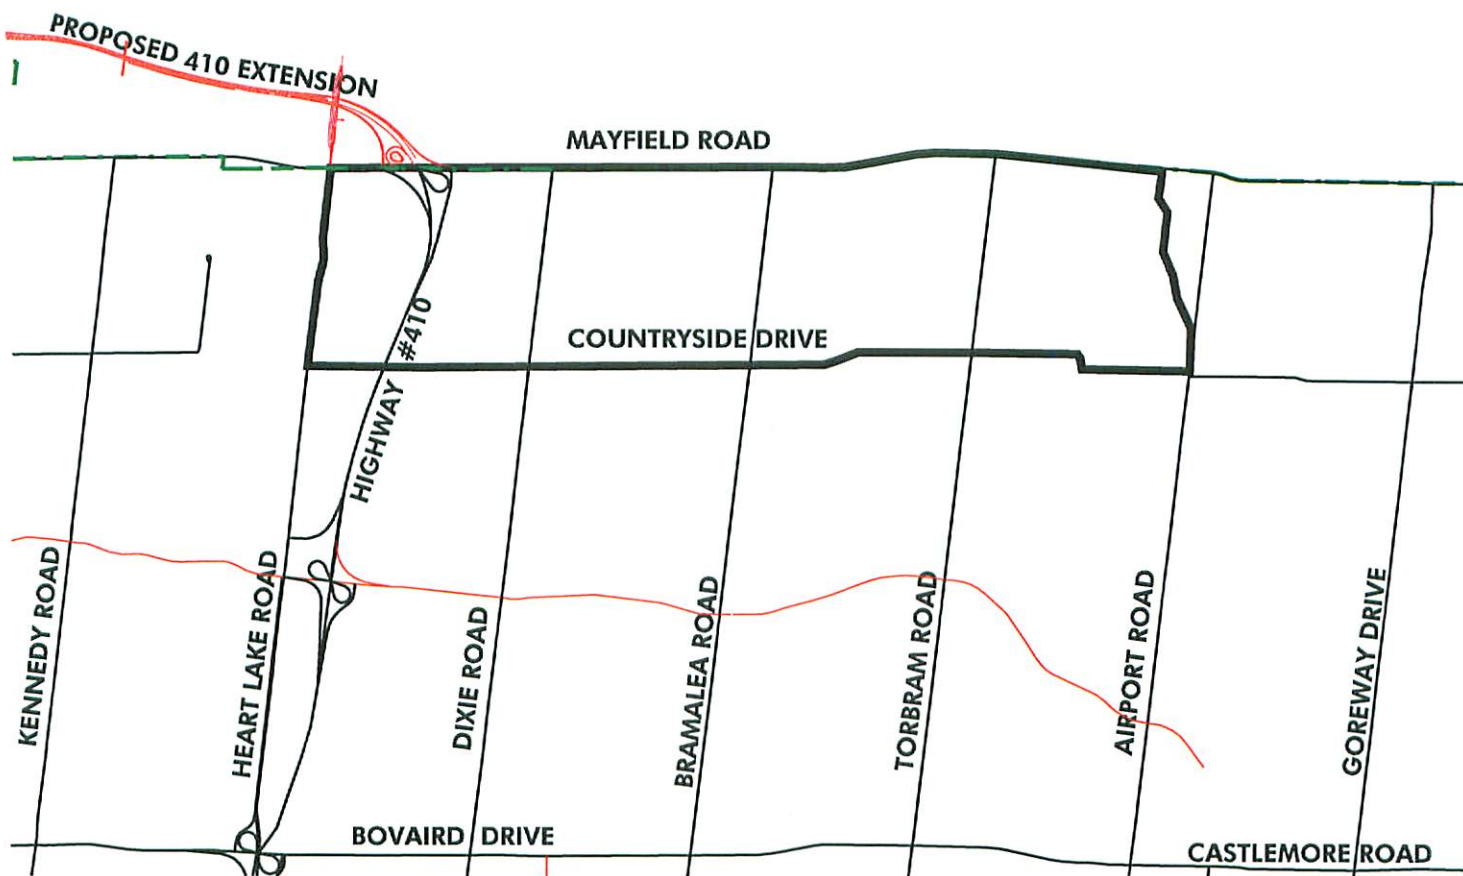 PROPOSED 410 EXTENSION
MAYFIELD ROAD
COUNTRYSIDE DRIVE
HIGHWAY #410
KENNEDY ROAD
HEART LAKE ROAD
DIXIE ROAD
BRAMALEA ROAD
TORBRAM ROAD
AIRPORT ROAD
GOREWAY DRIVE
BOVAIRD DRIVE
CASTLEMORE ROAD